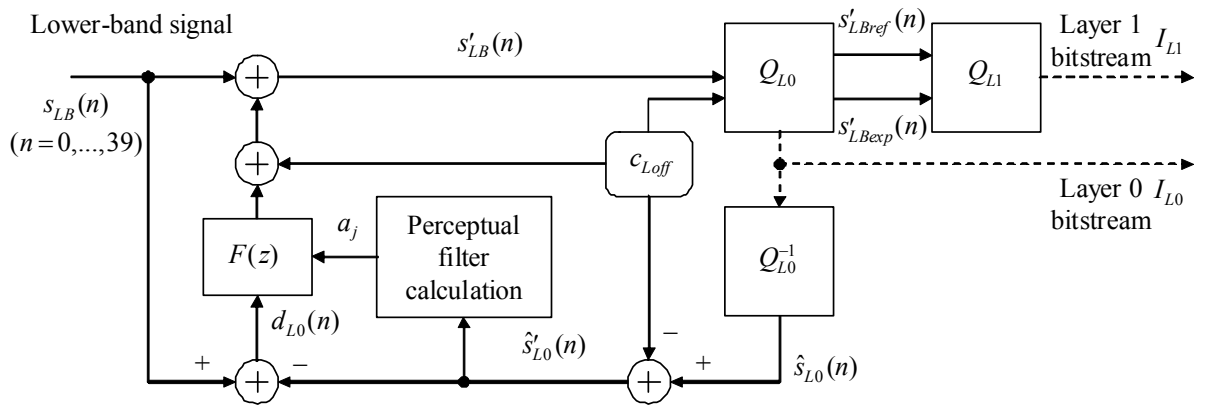 Lower-band signal
s′_{LB}(n)
s′_{LBref}(n)
Layer 1 I_{L1}
bitstream
Q_{L0}
Q_{L1}
s_{LB}(n)
(n=0,...,39)
s′_{LBexp}(n)
c_{Loff}
Layer 0 I_{L0}
bitstream
F(z)
a_j
Perceptual
filter
calculation
Q_{L0}^{-1}
d_{L0}(n)
ŝ′_{L0}(n)
−
+
−
+
ŝ_{L0}(n)
+
+
+
+